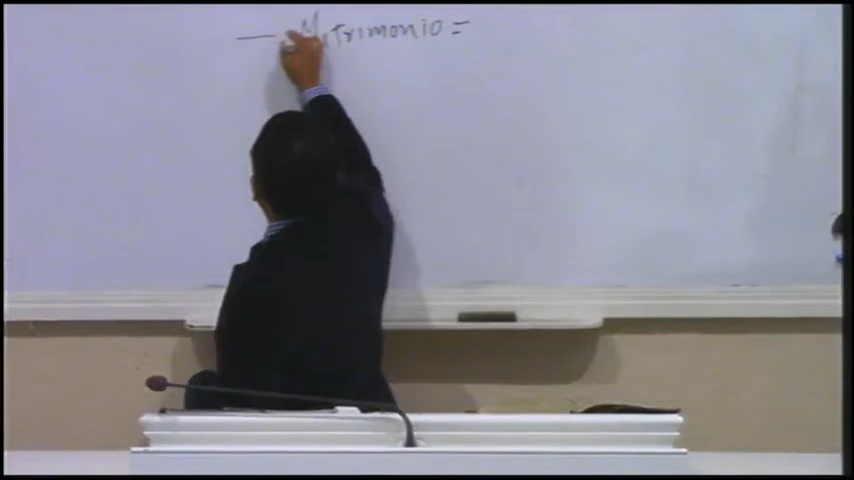 — Matrimonio =